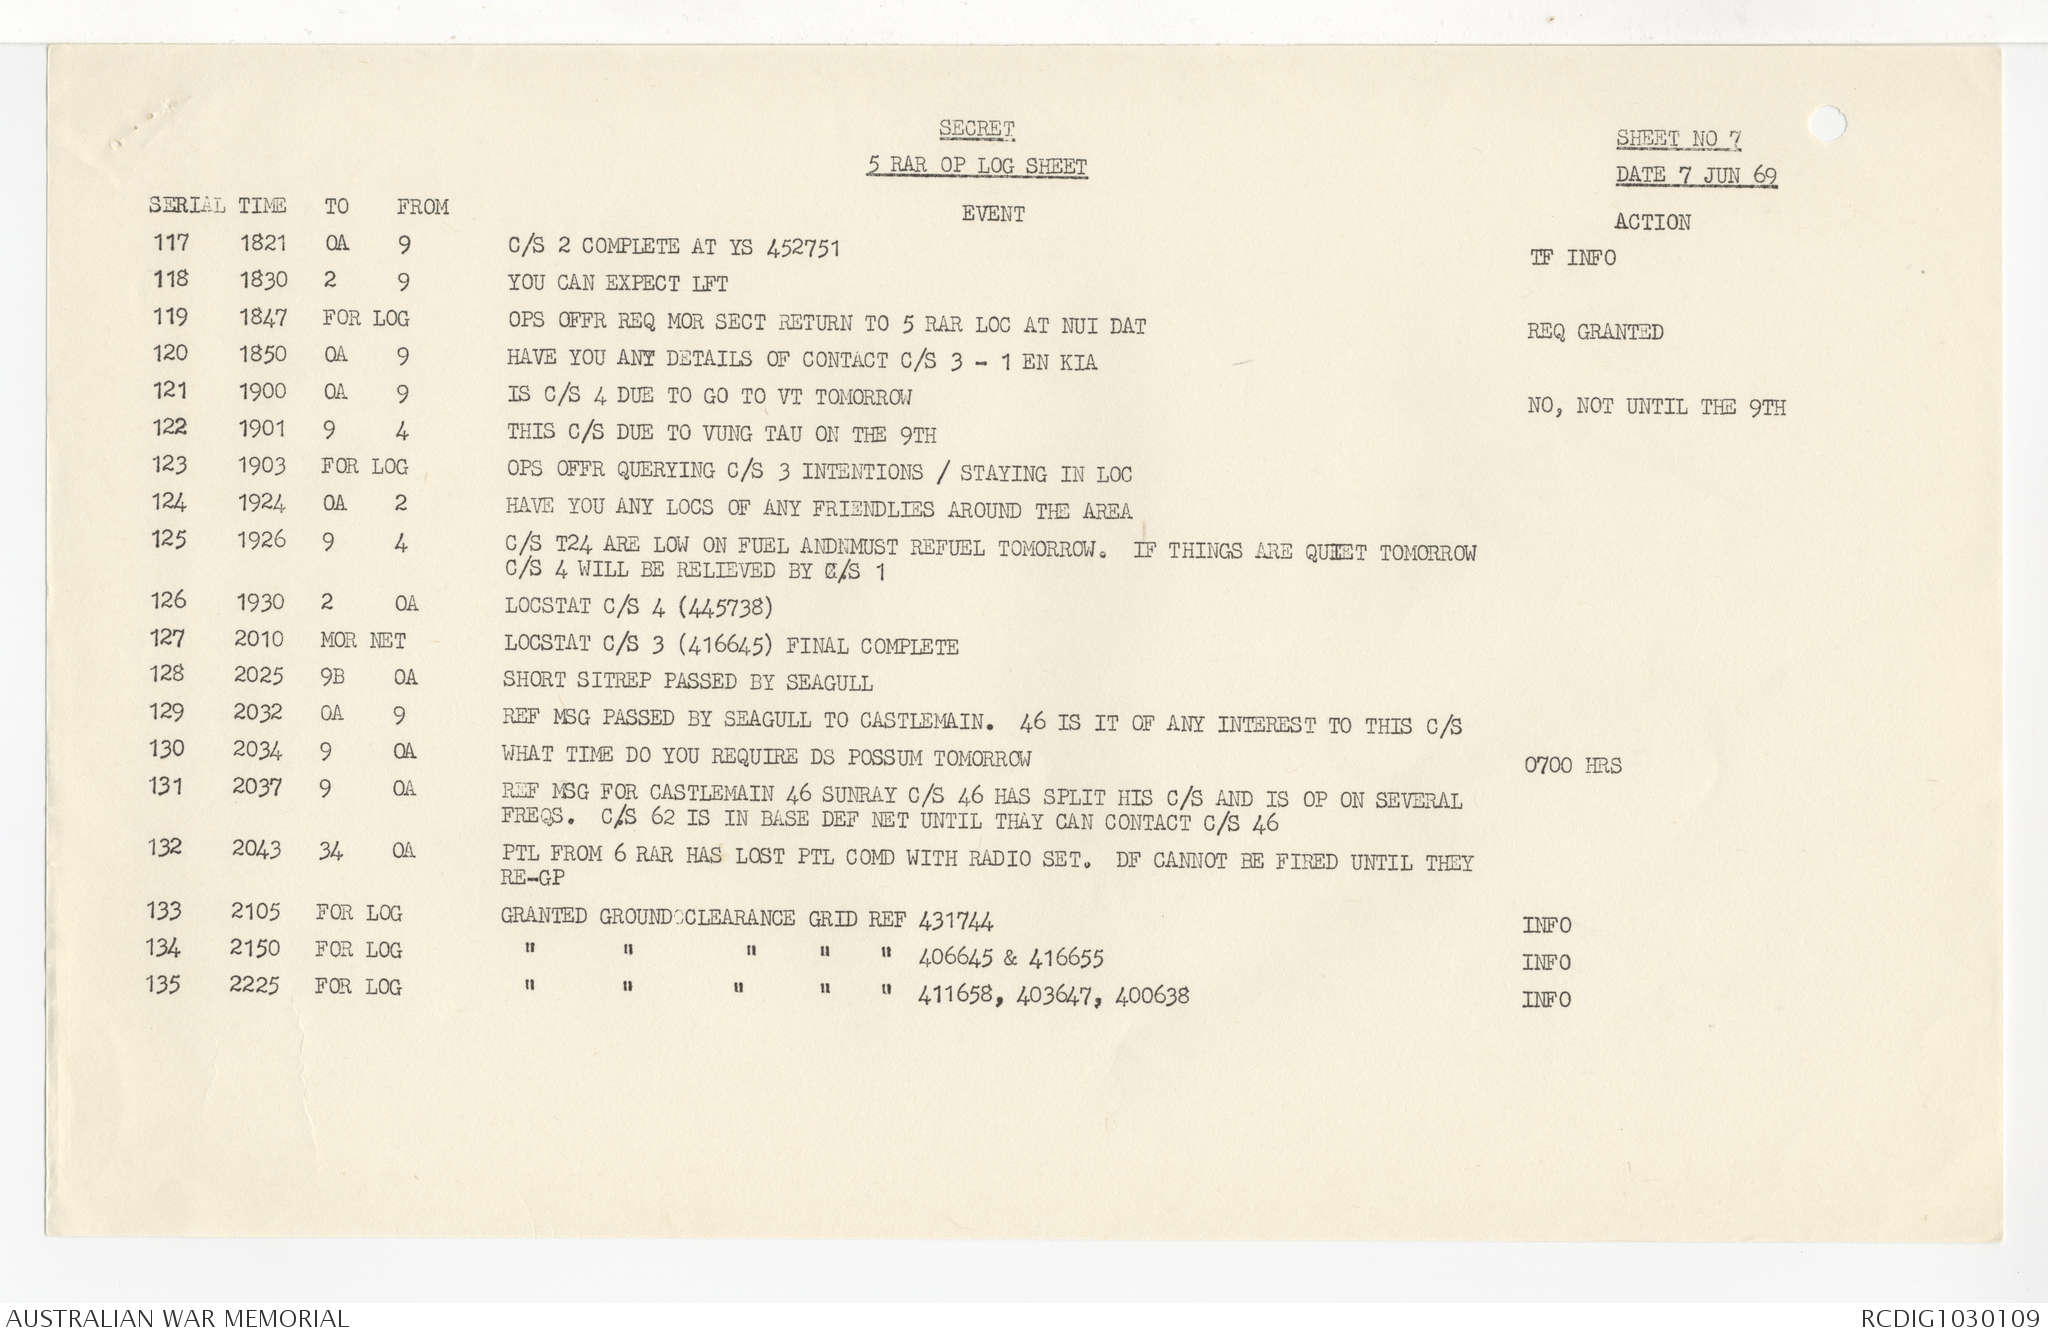 SECRET
5 RAR OP LOG SHEET
SHEET NO 7
DATE 7 JUN 69
SERIAL TIME TO FROM EVENT ACTION
117 1821 OA 9 C/S 2 COMPLETE AT YS 452751 TF INFO
118 1830 2 9 YOU CAN EXPECT LFT
119 1847 FOR LOG OPS OFFR REQ MOR SECT RETURN TO 5 RAR LOC AT NUI DAT REQ GRANTED
120 1850 OA 9 HAVE YOU ANY DETAILS OF CONTACT C/S 3 - 1 EN KIA
121 1900 OA 9 IS C/S 4 DUE TO GO TO VT TOMORROW NO, NOT UNTIL THE 9TH
122 1901 9 4 THIS C/S DUE TO VUNG TAU ON THE 9TH
123 1903 FOR LOG OPS OFFR QUERYING C/S 3 INTENTIONS / STAYING IN LOC
124 1924 OA 2 HAVE YOU ANY LOCS OF ANY FRIENDLIES AROUND THE AREA
125 1926 9 4 C/S T24 ARE LOW ON FUEL ANDNMUST REFUEL TOMORROW. IF THINGS ARE QUIET TOMORROW
C/S 4 WILL BE RELIEVED BY C/S 1
126 1930 2 OA LOCSTAT C/S 4 (445738)
127 2010 MOR NET LOCSTAT C/S 3 (416645) FINAL COMPLETE
128 2025 9B OA SHORT SITREP PASSED BY SEAGULL
129 2032 OA 9 REF MSG PASSED BY SEAGULL TO CASTLEMAIN. 46 IS IT OF ANY INTEREST TO THIS C/S
130 2034 9 OA WHAT TIME DO YOU REQUIRE DS POSSUM TOMORROW 0700 HRS
131 2037 9 OA REF MSG FOR CASTLEMAIN 46 SUNRAY C/S 46 HAS SPLIT HIS C/S AND IS OP ON SEVERAL
FREQS. C/S 62 IS IN BASE DEF NET UNTIL THAY CAN CONTACT C/S 46
132 2043 34 OA PTL FROM 6 RAR HAS LOST PTL COMD WITH RADIO SET. DF CANNOT BE FIRED UNTIL THEY
RE-GP
133 2105 FOR LOG GRANTED GROUND CLEARANCE GRID REF 431744 INFO
134 2150 FOR LOG " " " " " 406645 & 416655 INFO
135 2225 FOR LOG " " " " " 411658, 403647, 400638 INFO
AUSTRALIAN WAR MEMORIAL RCDIG1030109